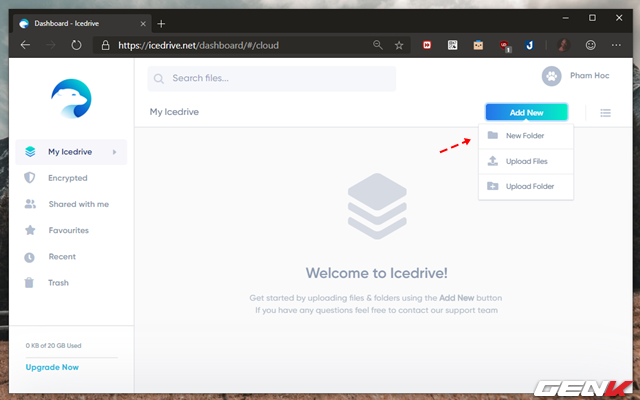 Dashboard - Icedrive
https://icedrive.net/dashboard/#/cloud
Search files...
Pham Hoc
My Icedrive
Add New
New Folder
Upload Files
Upload Folder
My Icedrive
Encrypted
Shared with me
Favourites
Recent
Trash
Welcome to Icedrive!
Get started by uploading files & folders using the Add New button
If you have any questions feel free to contact our support team
0 KB of 20 GB Used
Upgrade Now
GENK